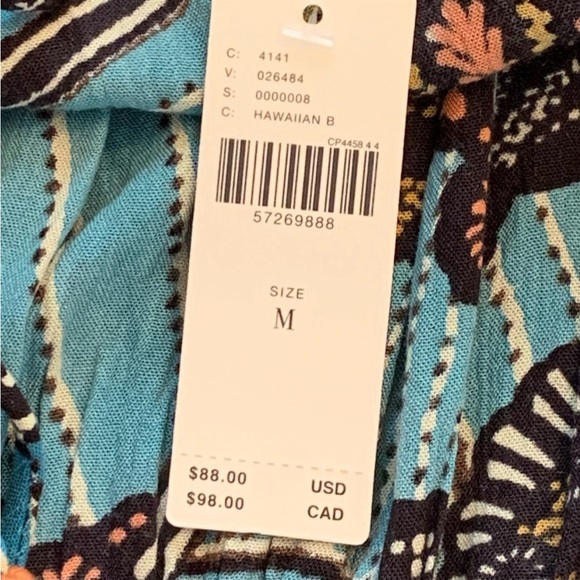 C: 4141
V: 026484
S: 0000008
C: HAWAIIAN B
CP4458 4 4
57269888
SIZE
M
$88.00 USD
$98.00 CAD